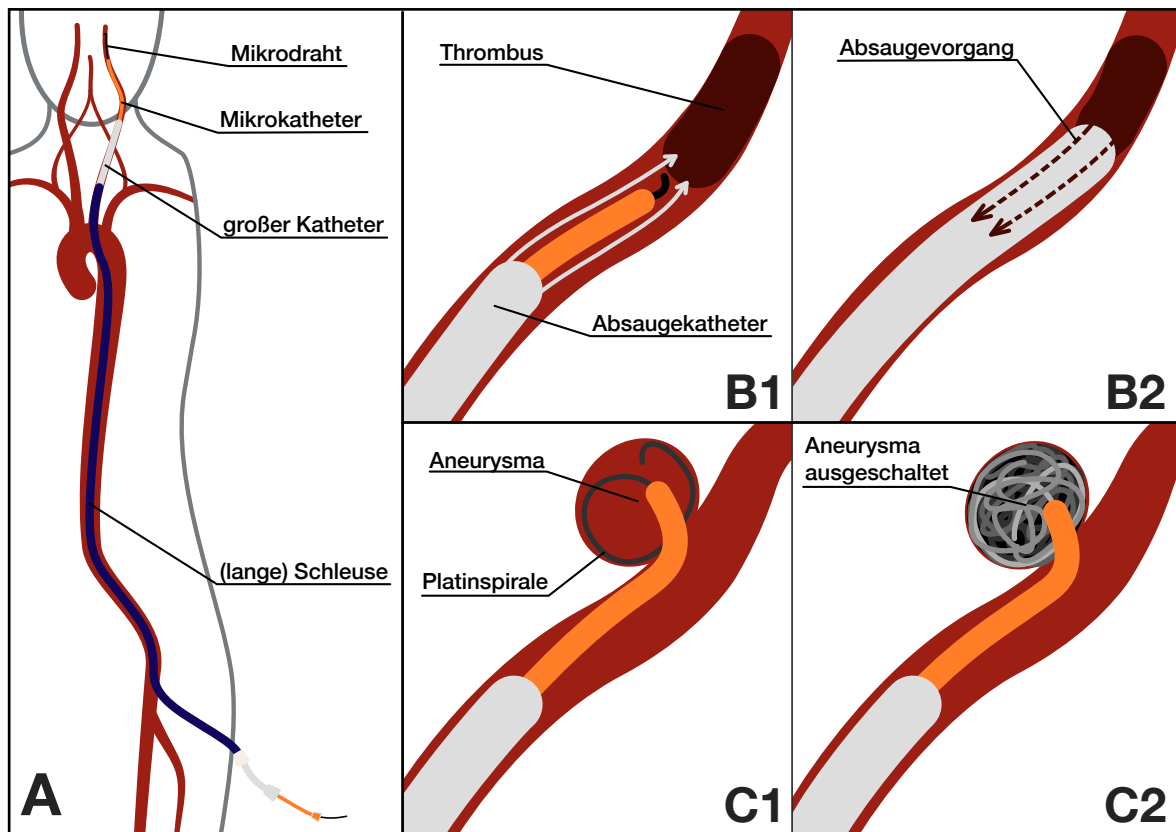 Mikrodraht
Mikrokatheter
großer Katheter
(lange) Schleuse
A
Thrombus
Absaugekatheter
B1
Absaugevorgang
B2
Aneurysma
Platinspirale
C1
Aneurysma
ausgeschaltet
C2